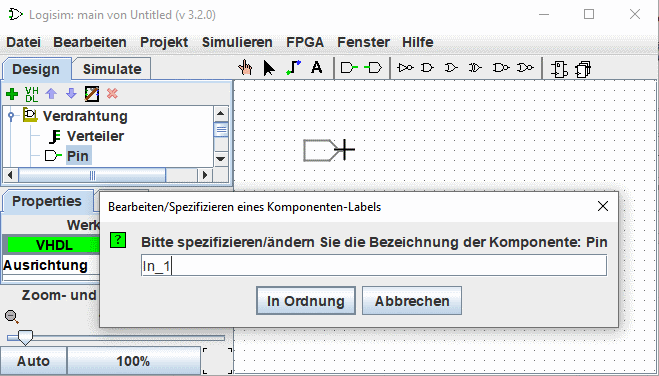 Logisim: main von Untitled (v 3.2.0)
Datei Bearbeiten Projekt Simulieren FPGA Fenster Hilfe
Design Simulate
A
VH
DL
Verdrahtung
Verteiler
Pin
Properties
Werk
VHDL
Ausrichtung
Zoom- und
Auto 100%
Bearbeiten/Spezifizieren eines Komponenten-Labels
? Bitte spezifizieren/ändern Sie die Bezeichnung der Komponente: Pin
In_1
In Ordnung Abbrechen